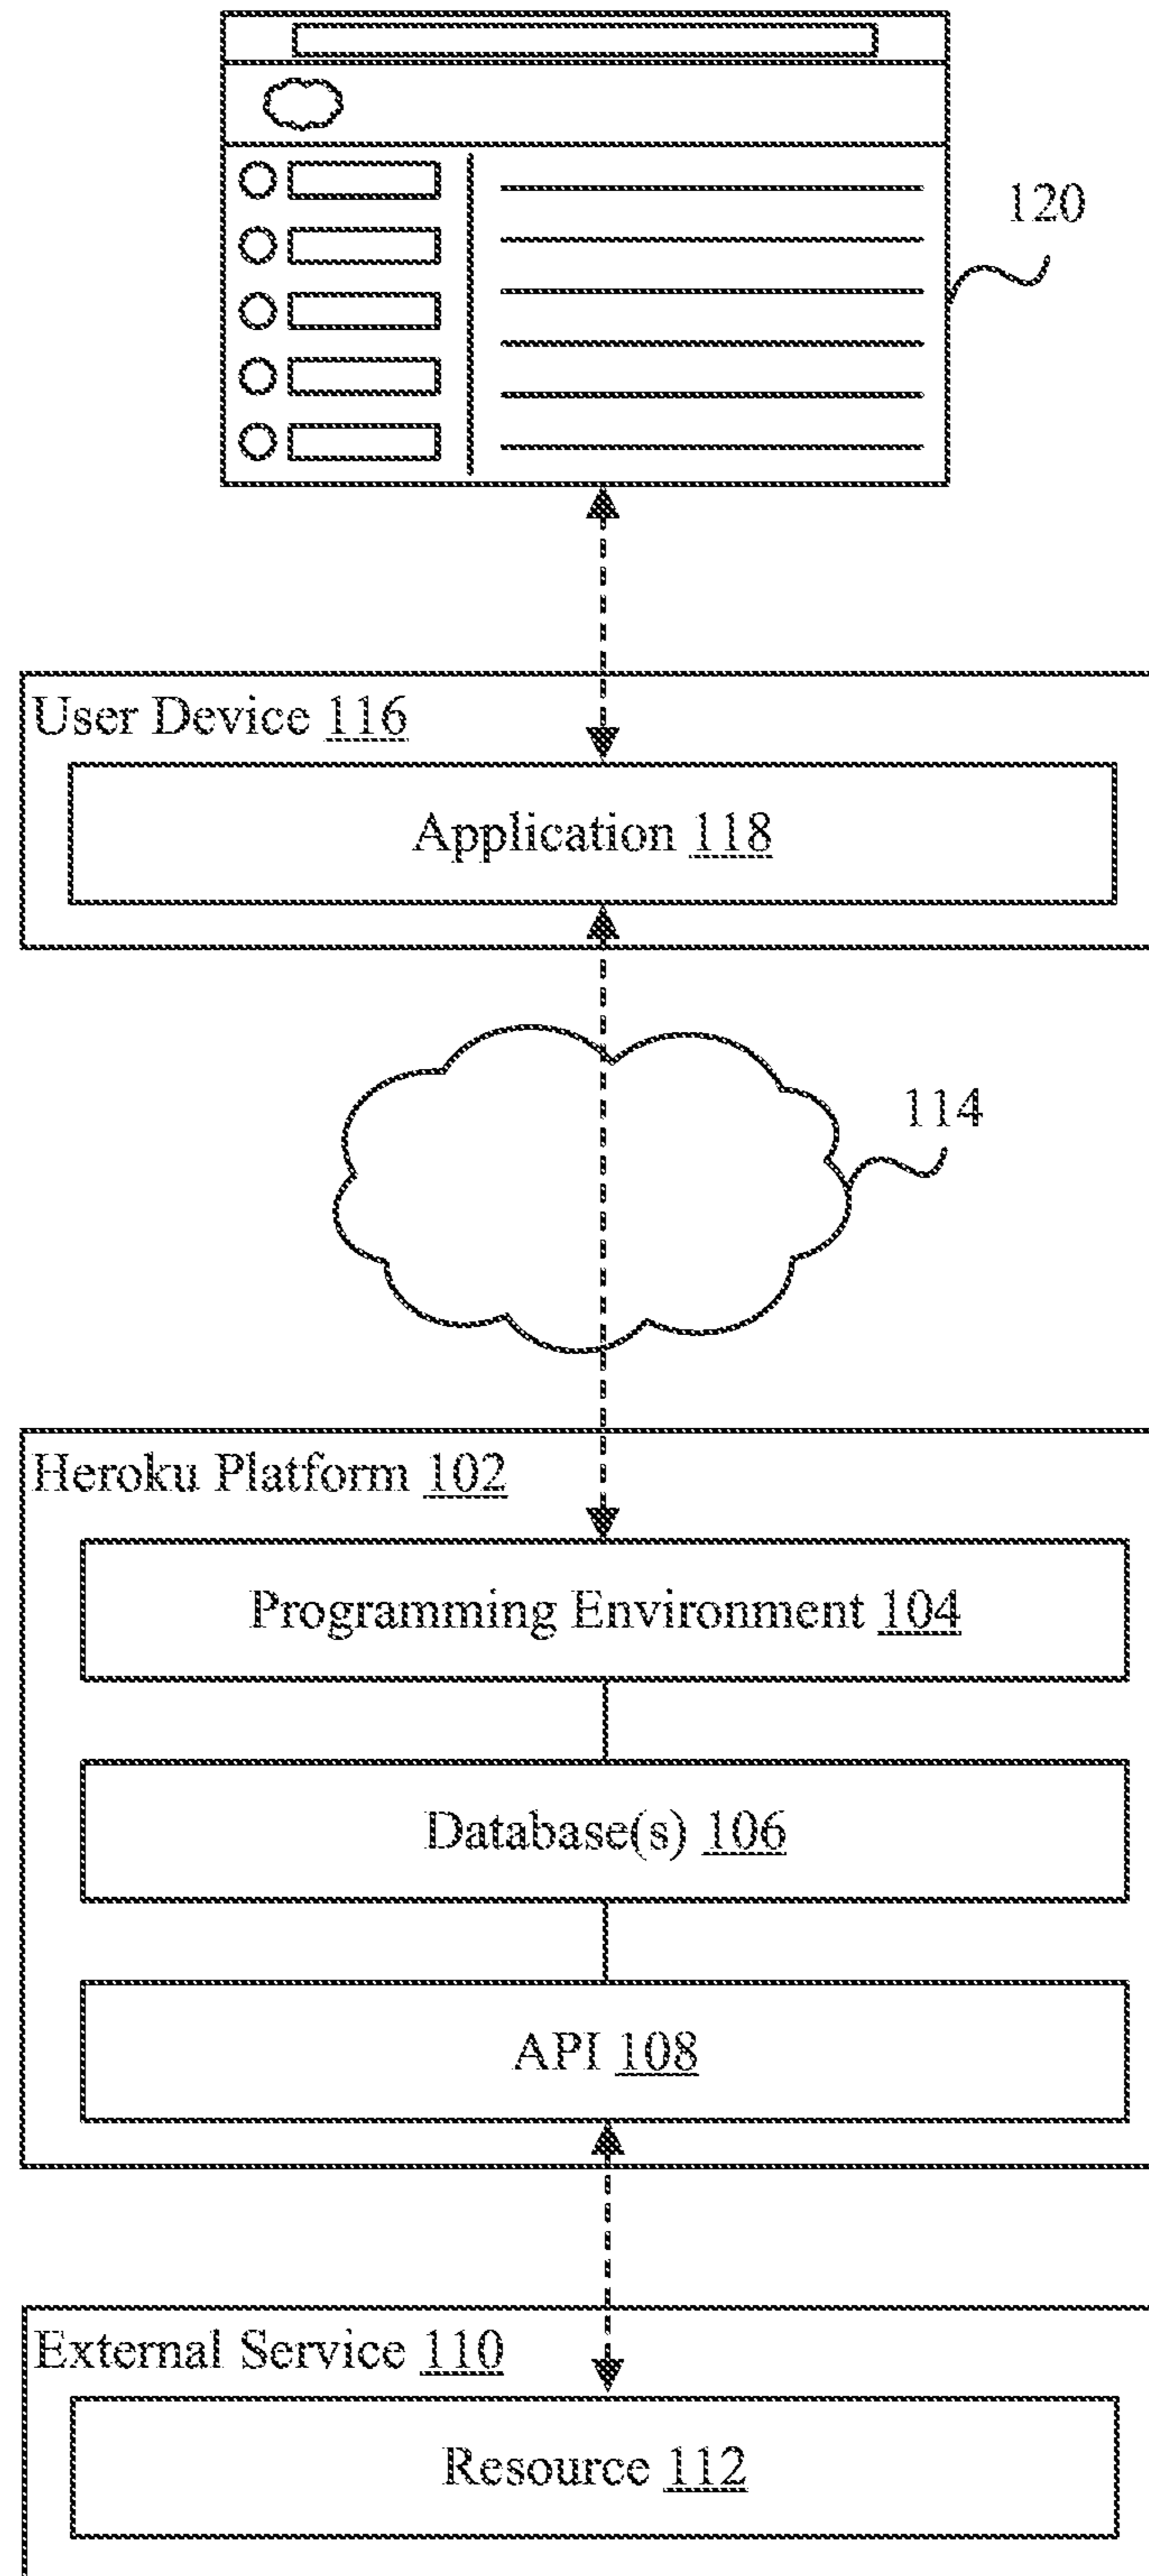 120
User Device 116
Application 118
114
Heroku Platform 102
Programming Environment 104
Database(s) 106
API 108
External Service 110
Resource 112